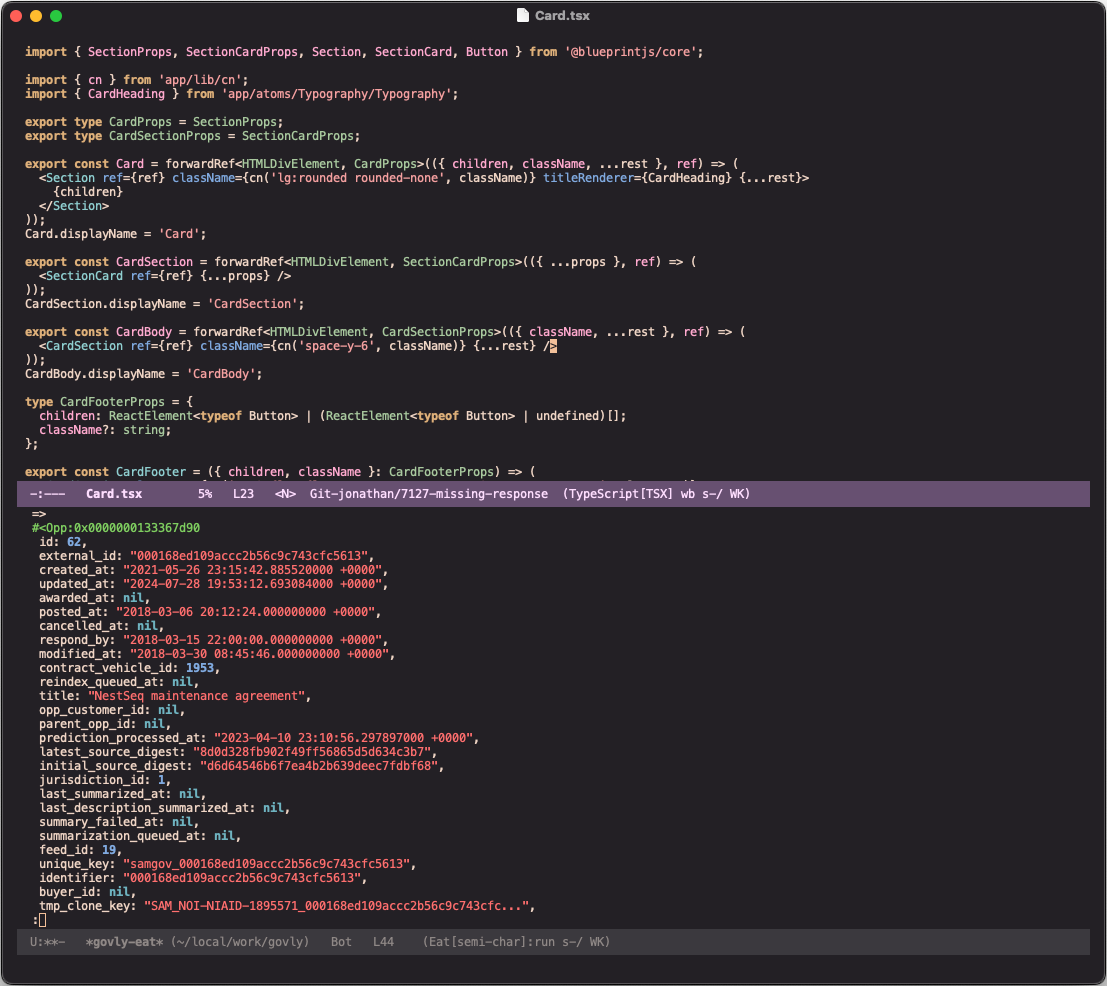 Card.tsx
import { SectionProps, SectionCardProps, Section, SectionCard, Button } from '@blueprintjs/core';
import { cn } from 'app/lib/cn';
import { CardHeading } from 'app/atoms/Typography/Typography';
export type CardProps = SectionProps;
export type CardSectionProps = SectionCardProps;
export const Card = forwardRef<HTMLDivElement, CardProps>(({ children, className, ...rest }, ref) => (
<Section ref={ref} className={cn('lg:rounded rounded-none', className)} titleRenderer={CardHeading} {...rest}>
{children}
</Section>
));
Card.displayName = 'Card';
export const CardSection = forwardRef<HTMLDivElement, SectionCardProps>(({ ...props }, ref) => (
<SectionCard ref={ref} {...props} />
));
CardSection.displayName = 'CardSection';
export const CardBody = forwardRef<HTMLDivElement, CardSectionProps>(({ className, ...rest }, ref) => (
<CardSection ref={ref} className={cn('space-y-6', className)} {...rest} />
));
CardBody.displayName = 'CardBody';
type CardFooterProps = {
children: ReactElement<typeof Button> | (ReactElement<typeof Button> | undefined)[];
className?: string;
};
export const CardFooter = ({ children, className }: CardFooterProps) => (
-:--- Card.tsx 5% L23 <N> Git-jonathan/7127-missing-response (TypeScript[TSX] wb s-/ WK)
=>
#<Opp:0x0000000133367d90
id: 62,
external_id: "000168ed109accc2b56c9c743cfc5613",
created_at: "2021-05-26 23:15:42.885520000 +0000",
updated_at: "2024-07-28 19:53:12.693084000 +0000",
awarded_at: nil,
posted_at: "2018-03-06 20:12:24.000000000 +0000",
cancelled_at: nil,
respond_by: "2018-03-15 22:00:00.000000000 +0000",
modified_at: "2018-03-30 08:45:46.000000000 +0000",
contract_vehicle_id: 1953,
reindex_queued_at: nil,
title: "NestSeq maintenance agreement",
opp_customer_id: nil,
parent_opp_id: nil,
prediction_processed_at: "2023-04-10 23:10:56.297897000 +0000",
latest_source_digest: "8d0d328fb902f49ff56865d5d634c3b7",
initial_source_digest: "d6d64546b6f7ea4b2b639deec7fdbf68",
jurisdiction_id: 1,
last_summarized_at: nil,
last_description_summarized_at: nil,
summary_failed_at: nil,
summarization_queued_at: nil,
feed_id: 19,
unique_key: "samgov_000168ed109accc2b56c9c743cfc5613",
identifier: "000168ed109accc2b56c9c743cfc5613",
buyer_id: nil,
tmp_clone_key: "SAM_NOI-NIAID-1895571_000168ed109accc2b56c9c743cfc...",
:
U:**- *govly-eat* (~/local/work/govly) Bot L44 (Eat[semi-char]:run s-/ WK)